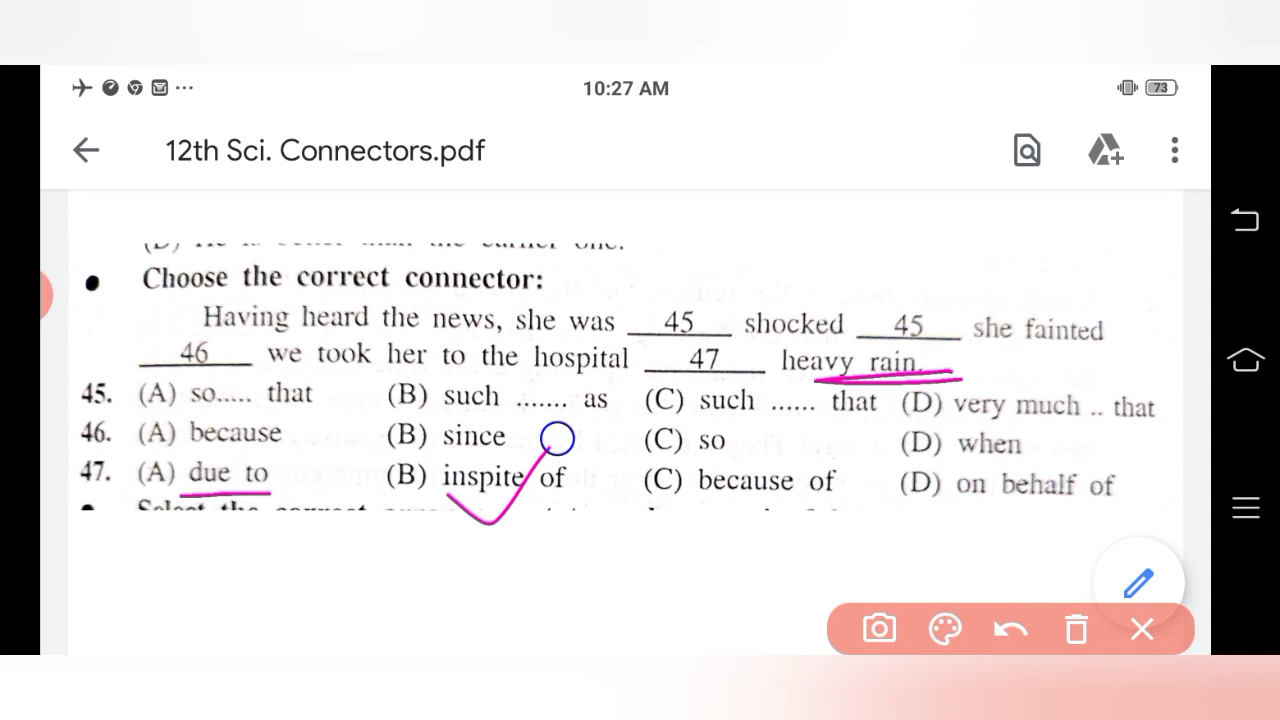 10:27 AM
73
12th Sci. Connectors.pdf
Choose the correct connector:
Having heard the news, she was 45 shocked 45 she fainted
46 we took her to the hospital 47 heavy rain.
45. (A) so..... that (B) such ....... as (C) such ...... that (D) very much .. that
46. (A) because (B) since (C) so (D) when
47. (A) due to (B) inspite of (C) because of (D) on behalf of